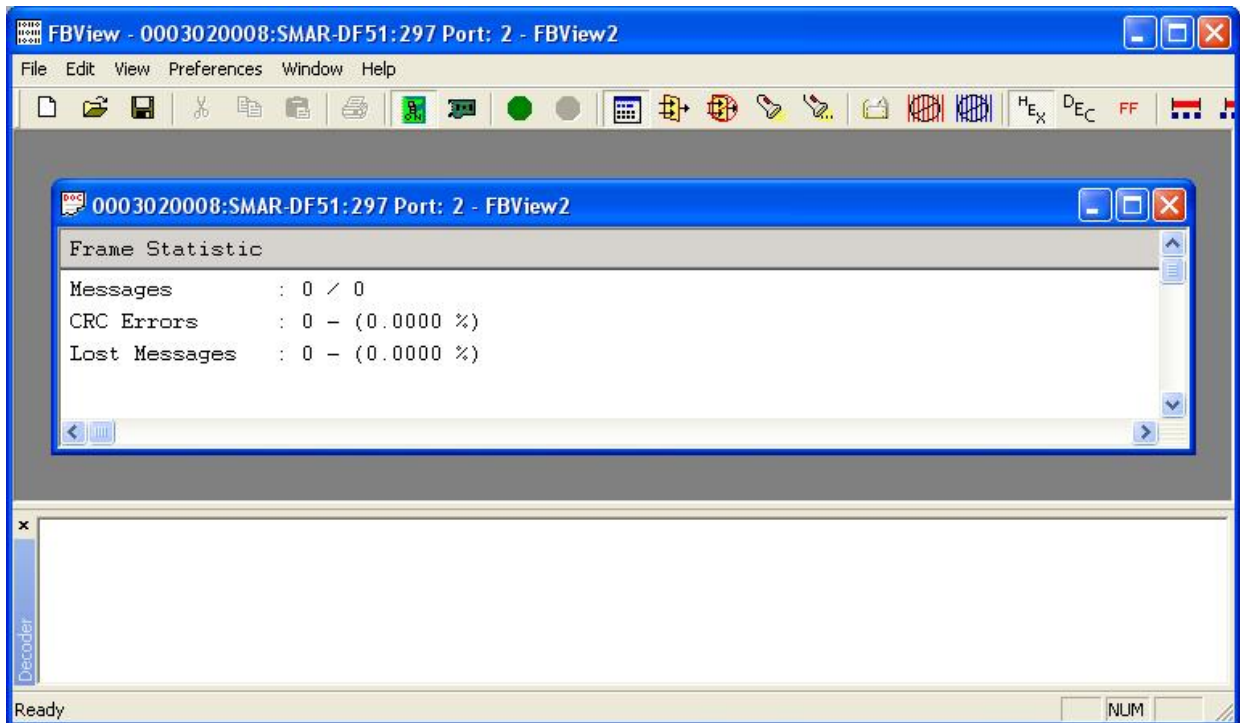 FBView - 0003020008:SMAR-DF51:297 Port: 2 - FBView2
File Edit View Preferences Window Help
HEX DEC FF
DOC 0003020008:SMAR-DF51:297 Port: 2 - FBView2
Frame Statistic
Messages : 0 / 0
CRC Errors : 0 - (0.0000 %)
Lost Messages : 0 - (0.0000 %)
Decoder
Ready NUM